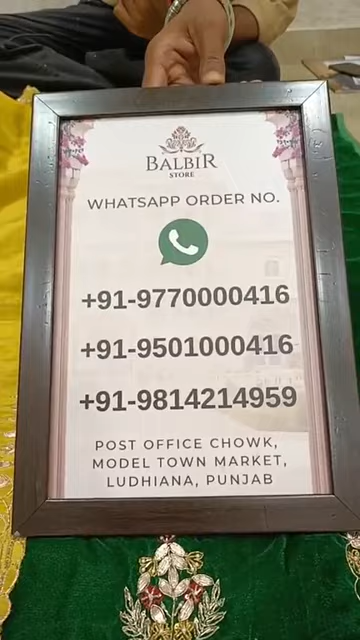 BALBIR
STORE
WHATSAPP ORDER NO.
+91-9770000416
+91-9501000416
+91-9814214959
POST OFFICE CHOWK,
MODEL TOWN MARKET,
LUDHIANA, PUNJAB